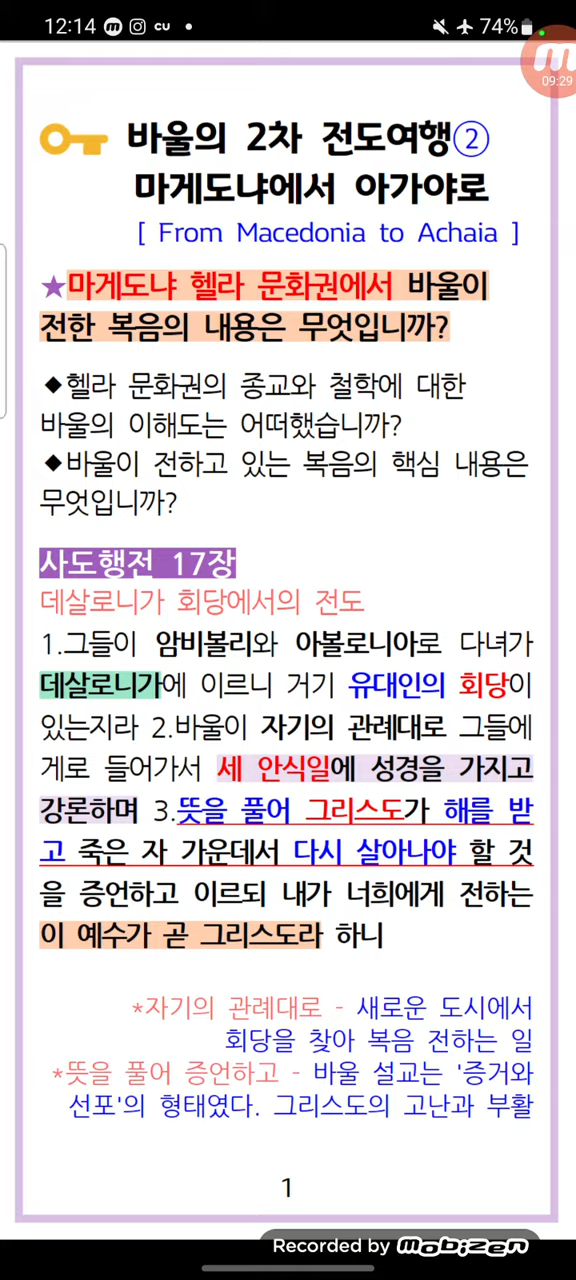 12:14 m CU • 74%
m
09:29
바울의 2차 전도여행②
마게도냐에서 아가야로
[ From Macedonia to Achaia ]
★마게도냐 헬라 문화권에서 바울이
전한 복음의 내용은 무엇입니까?
◆헬라 문화권의 종교와 철학에 대한
바울의 이해도는 어떠했습니까?
◆바울이 전하고 있는 복음의 핵심 내용은
무엇입니까?
사도행전 17장
데살로니가 회당에서의 전도
1.그들이 암비볼리와 아볼로니아로 다녀가
데살로니가에 이르니 거기 유대인의 회당이
있는지라 2.바울이 자기의 관례대로 그들에
게로 들어가서 세 안식일에 성경을 가지고
강론하며 3.뜻을 풀어 그리스도가 해를 받
고 죽은 자 가운데서 다시 살아나야 할 것
을 증언하고 이르되 내가 너희에게 전하는
이 예수가 곧 그리스도라 하니
*자기의 관례대로 - 새로운 도시에서
회당을 찾아 복음 전하는 일
*뜻을 풀어 증언하고 - 바울 설교는 '증거와
선포'의 형태였다. 그리스도의 고난과 부활
1
Recorded by mobizen